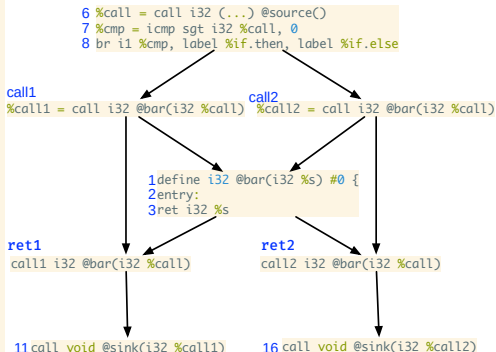 6 %call = call i32 (...) @source()
7 %cmp = icmp sgt i32 %call, 0
8 br i1 %cmp, label %if.then, label %if.else
call1
%call1 = call i32 @bar(i32 %call)
call2
%call2 = call i32 @bar(i32 %call)
1 define i32 @bar(i32 %s) #0 {
2 entry:
3 ret i32 %s
ret1
call1 i32 @bar(i32 %call)
ret2
call2 i32 @bar(i32 %call)
11 call void @sink(i32 %call1)
16 call void @sink(i32 %call2)